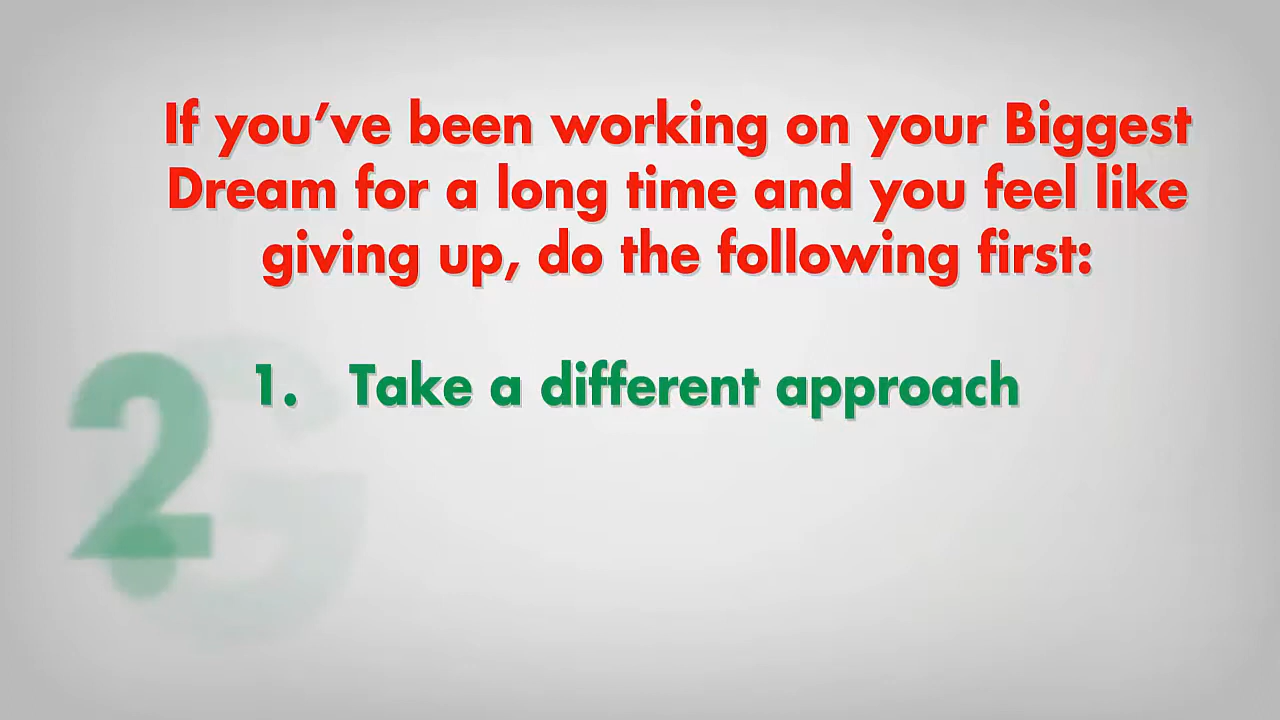 If you’ve been working on your Biggest
Dream for a long time and you feel like
giving up, do the following first:
1. Take a different approach
2. G